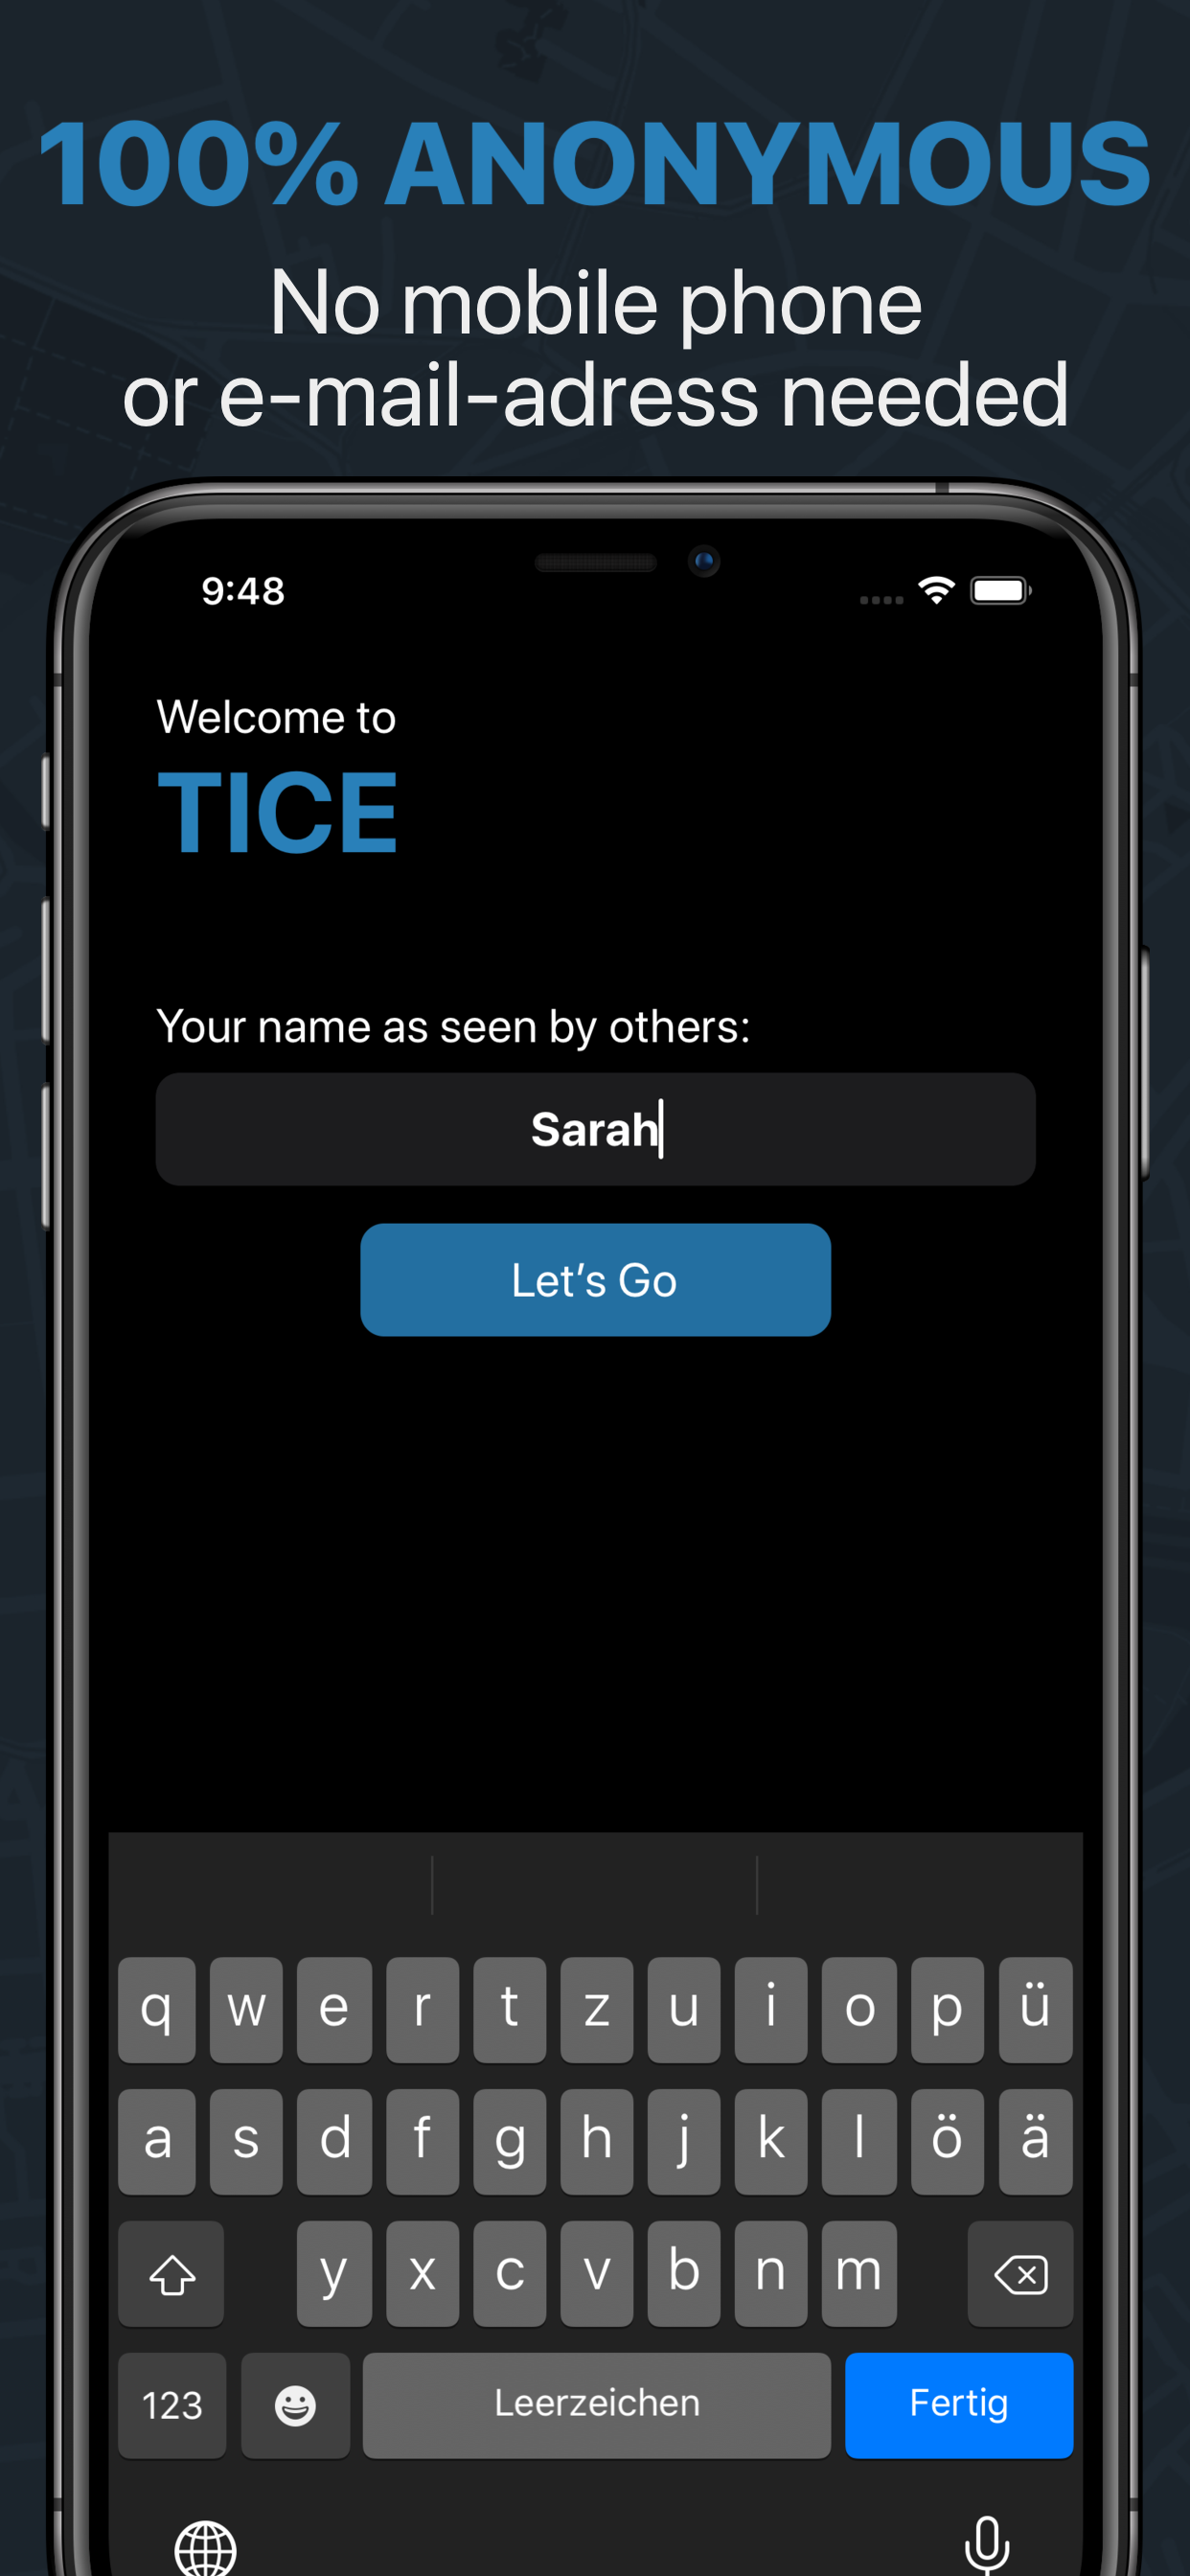 100% ANONYMOUS
No mobile phone
or e-mail-adress needed
9:48
Welcome to
TICE
Your name as seen by others:
Sarah
Let’s Go
q w e r t z u i o p ü
a s d f g h j k l ö ä
y x c v b n m
123 Leerzeichen Fertig